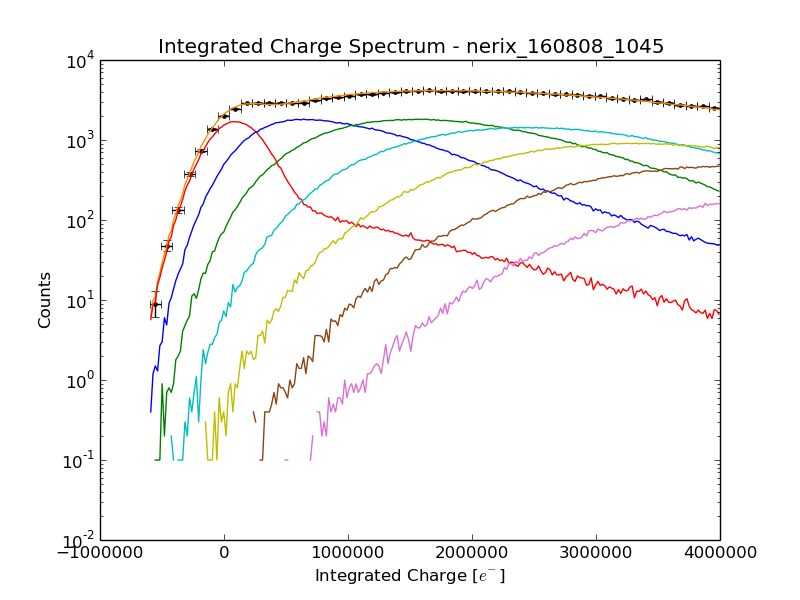 Integrated Charge Spectrum - nerix_160808_1045
10^4
10^3
10^2
10^1
10^0
10^-1
10^-2
Counts
−1000000 0 1000000 2000000 3000000 4000000
Integrated Charge [e^−]